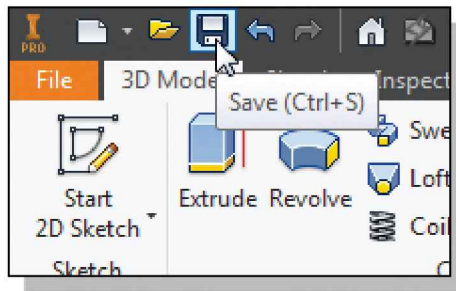 I
PRO
File 3D Mode Inspect
Save (Ctrl+S)
Swe
Loft
Coil
Extrude Revolve
Start
2D Sketch
Sketch